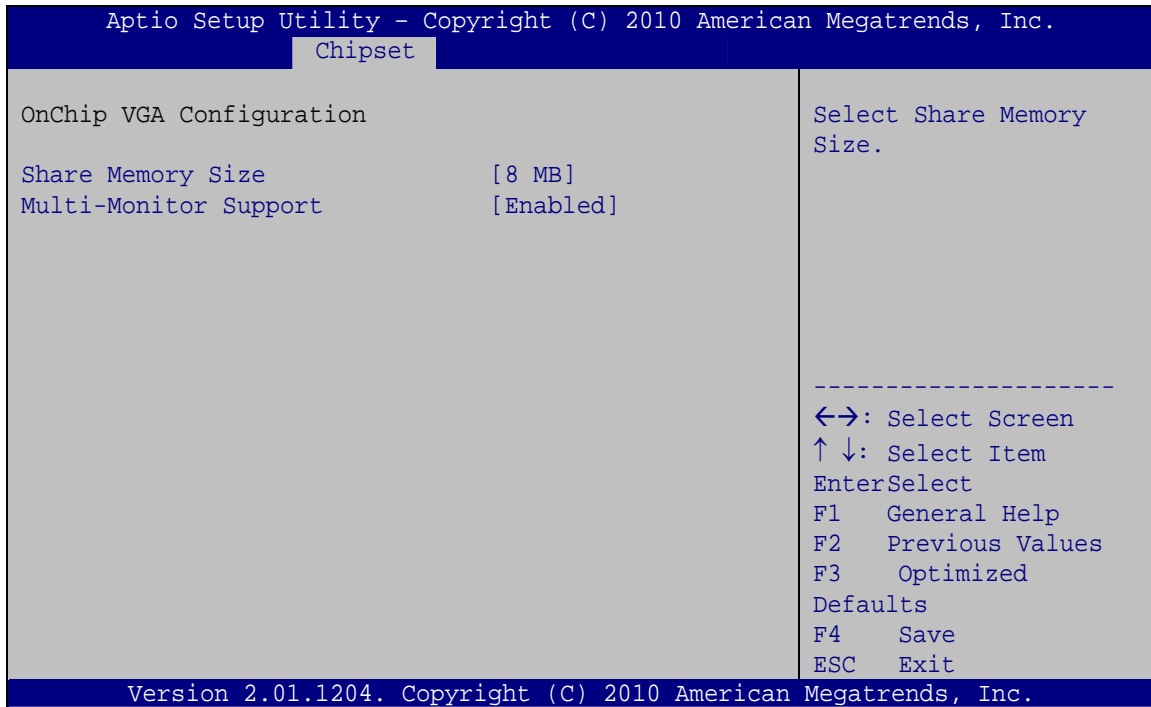 Aptio Setup Utility – Copyright (C) 2010 American Megatrends, Inc.
Chipset
OnChip VGA Configuration
Share Memory Size [8 MB]
Multi-Monitor Support [Enabled]
Select Share Memory
Size.
----------------------
←→: Select Screen
↑ ↓: Select Item
EnterSelect
F1 General Help
F2 Previous Values
F3 Optimized
Defaults
F4 Save
ESC Exit
Version 2.01.1204. Copyright (C) 2010 American Megatrends, Inc.